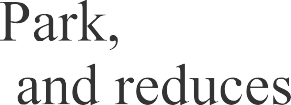 Park,
and reduces